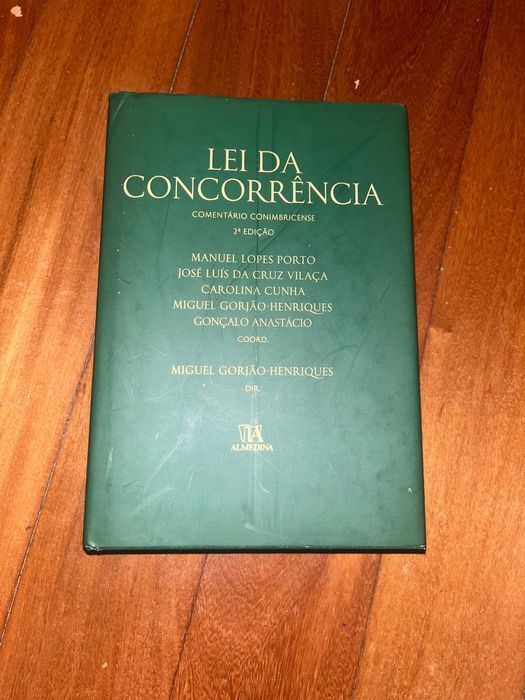 LEI DA
CONCORRÊNCIA
COMENTÁRIO CONIMBRICENSE
2ª EDIÇÃO
MANUEL LOPES PORTO
JOSÉ LUÍS DA CRUZ VILAÇA
CAROLINA CUNHA
MIGUEL GORJÃO-HENRIQUES
GONÇALO ANASTÁCIO
COORD.
MIGUEL GORJÃO-HENRIQUES
DIR.
ALMEDINA